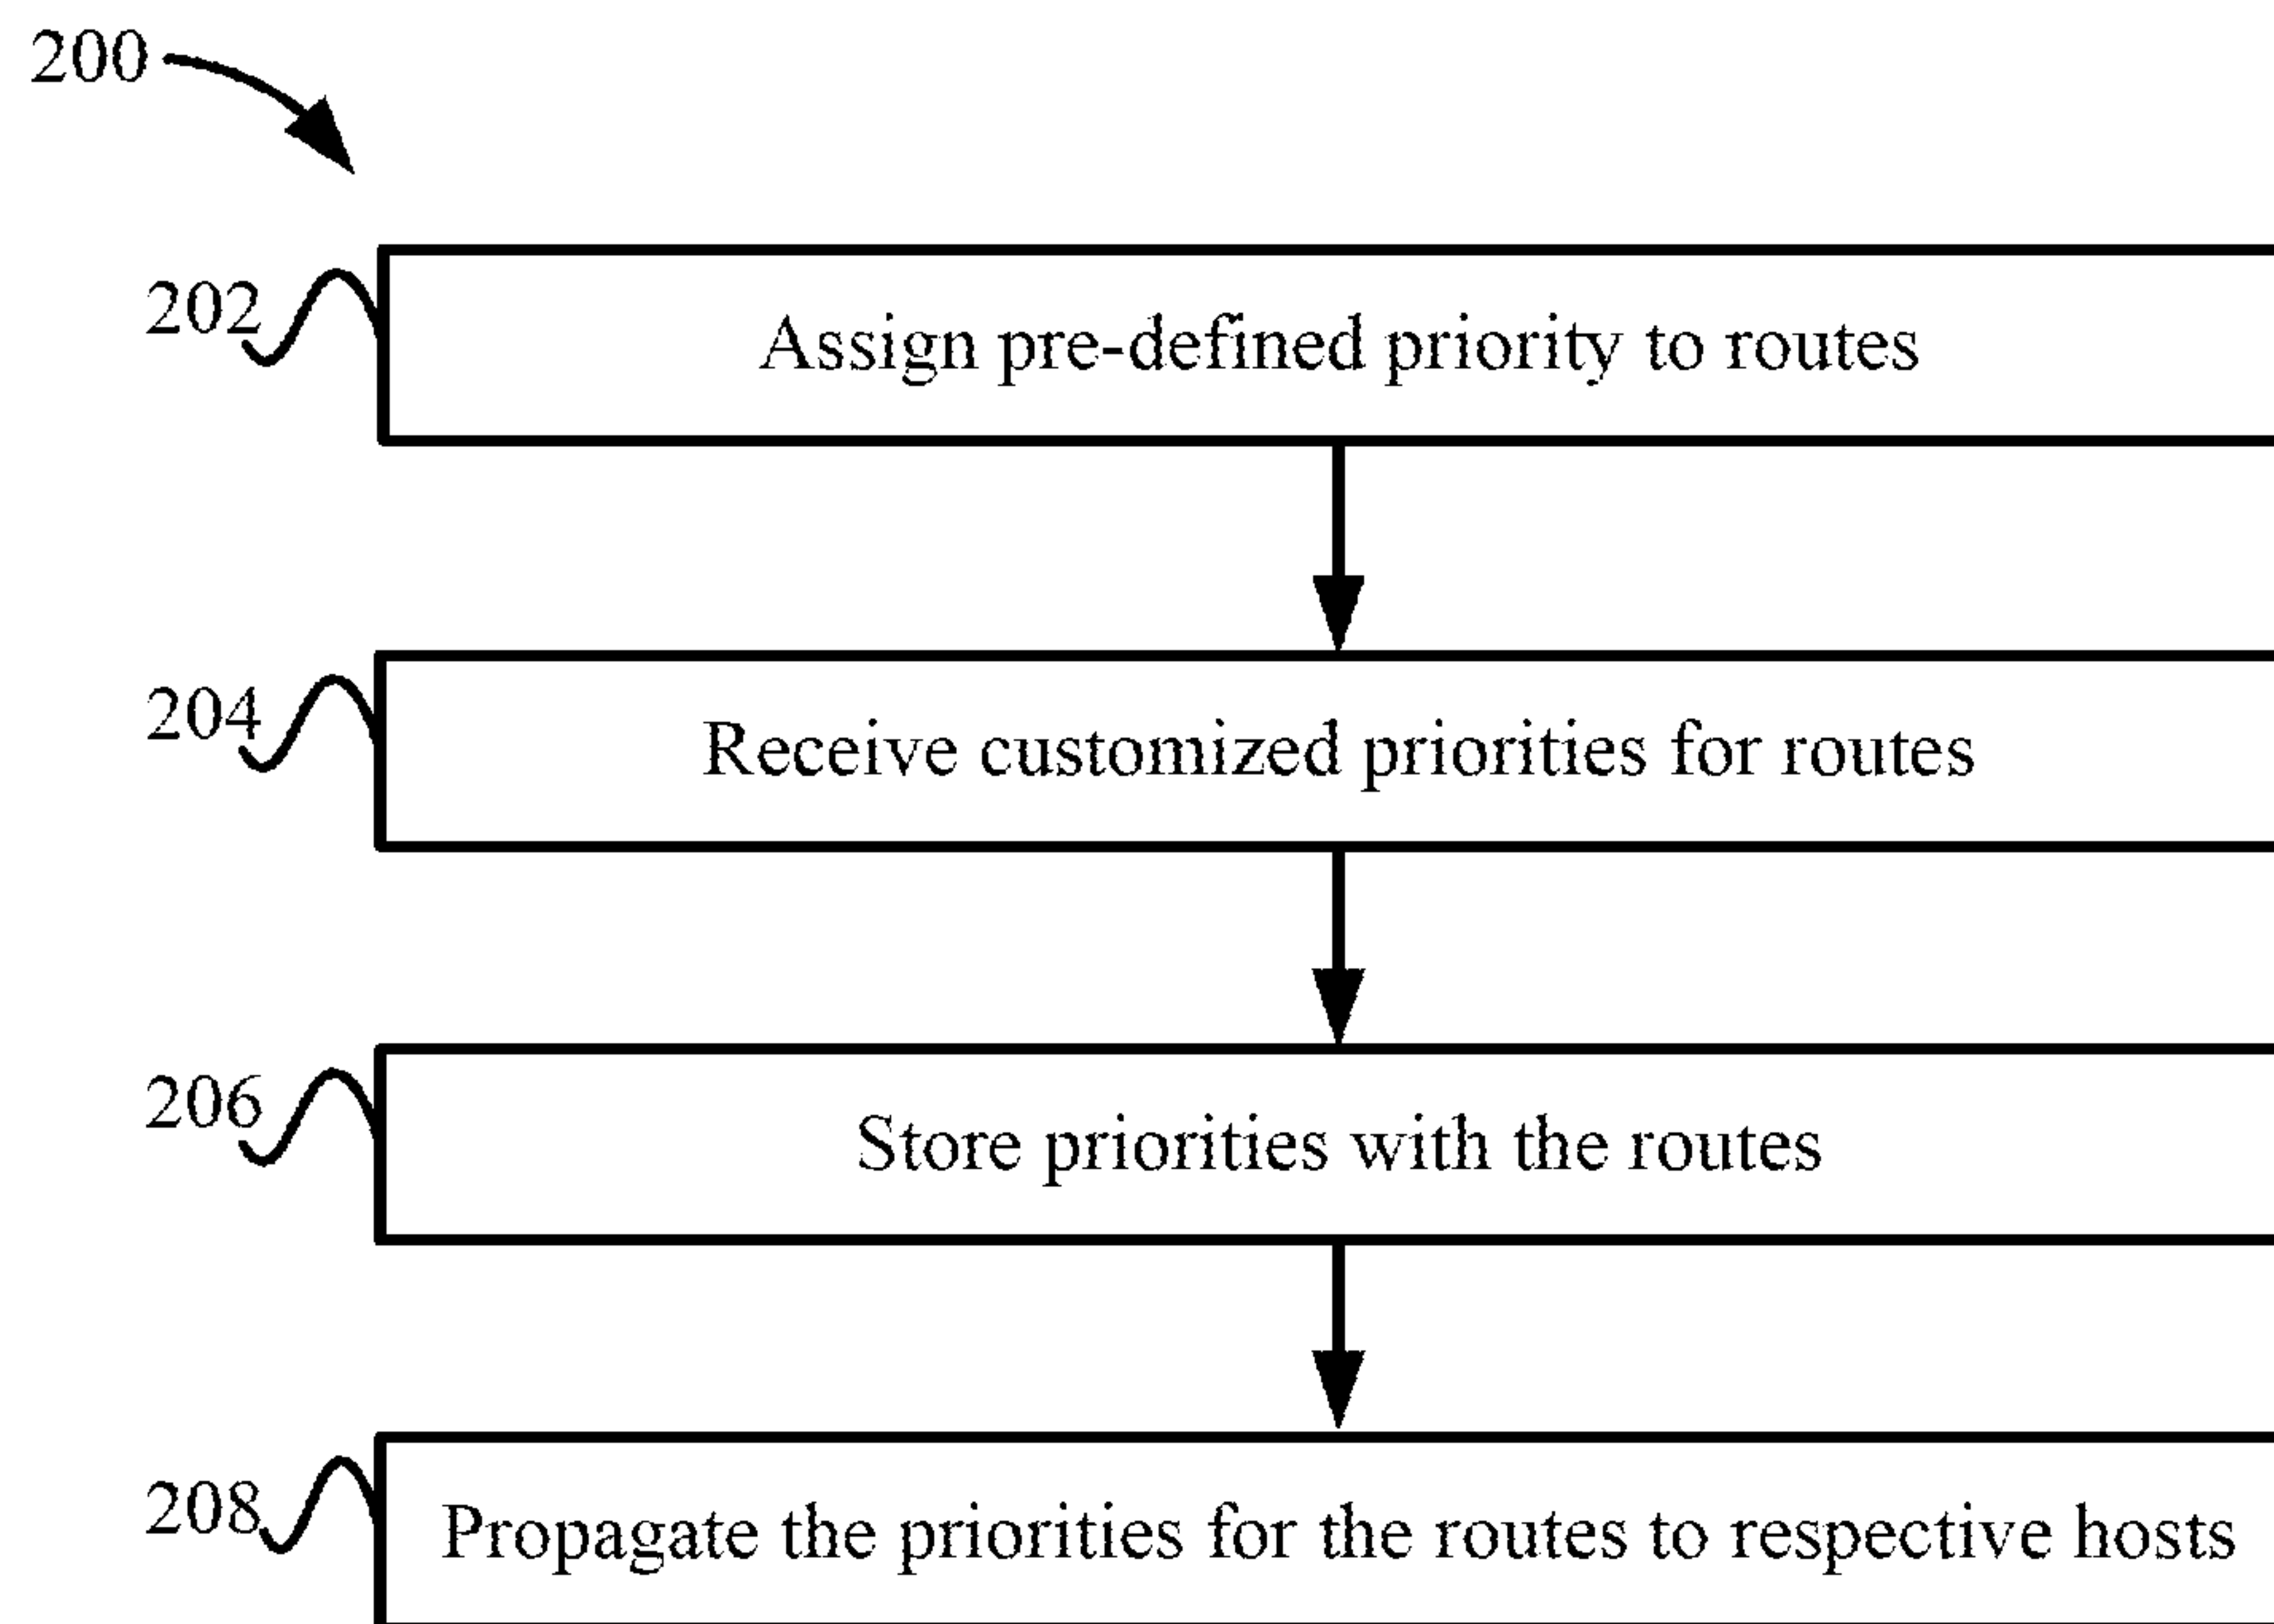 200
202
Assign pre-defined priority to routes
204
Receive customized priorities for routes
206
Store priorities with the routes
208
Propagate the priorities for the routes to respective hosts